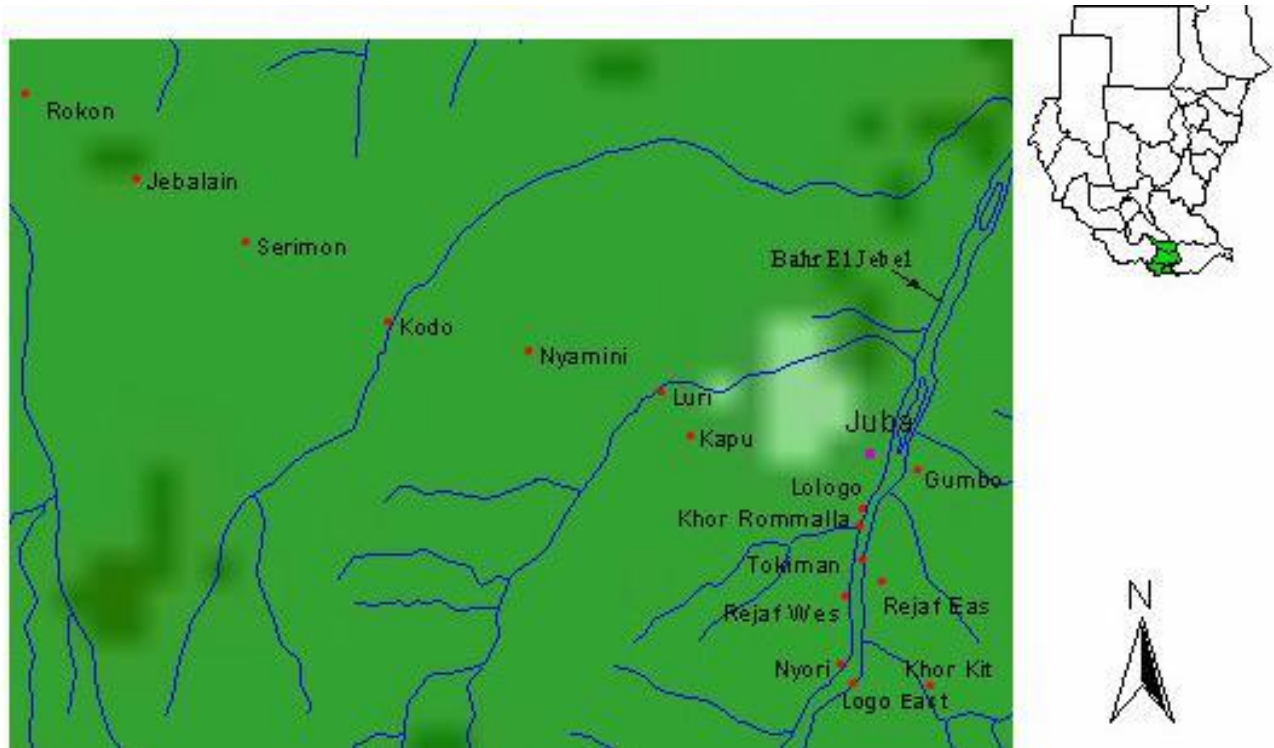 Rokon
Jebalain
Serimon
Bahr El Jebel
Kodo
Nyamini
Luri
Juba
Kapu
Gumbo
Lologo
Khor Rommalla
Tokiman
Rejaf Eas
Rejaf Wes
Nyori
Khor Kit
Logo East
N